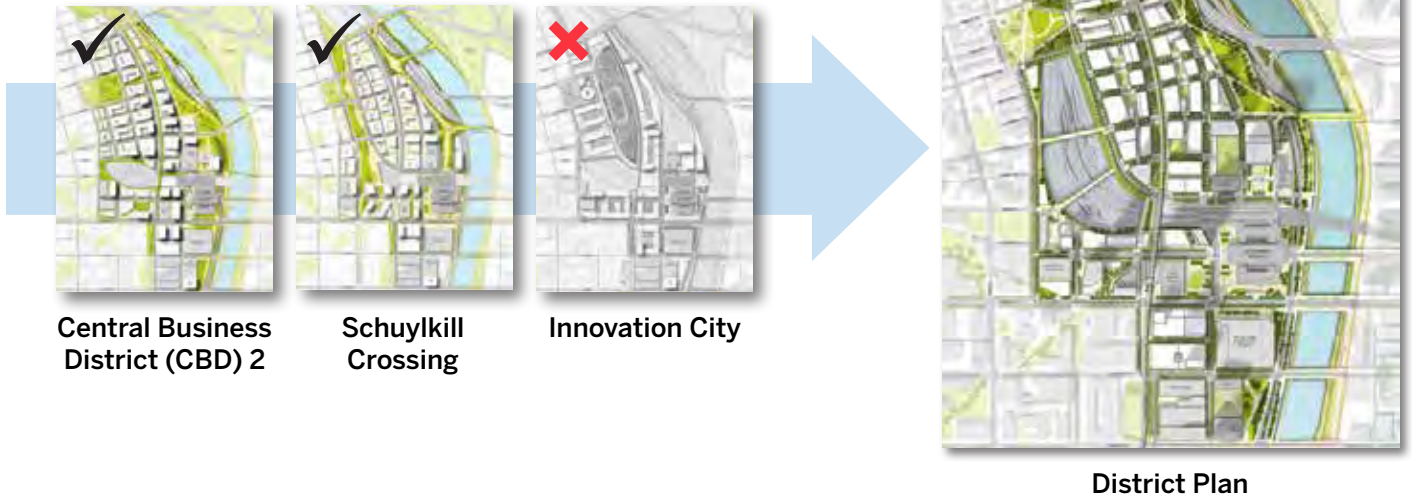 Central Business
District (CBD) 2
Schuylkill
Crossing
Innovation City
District Plan